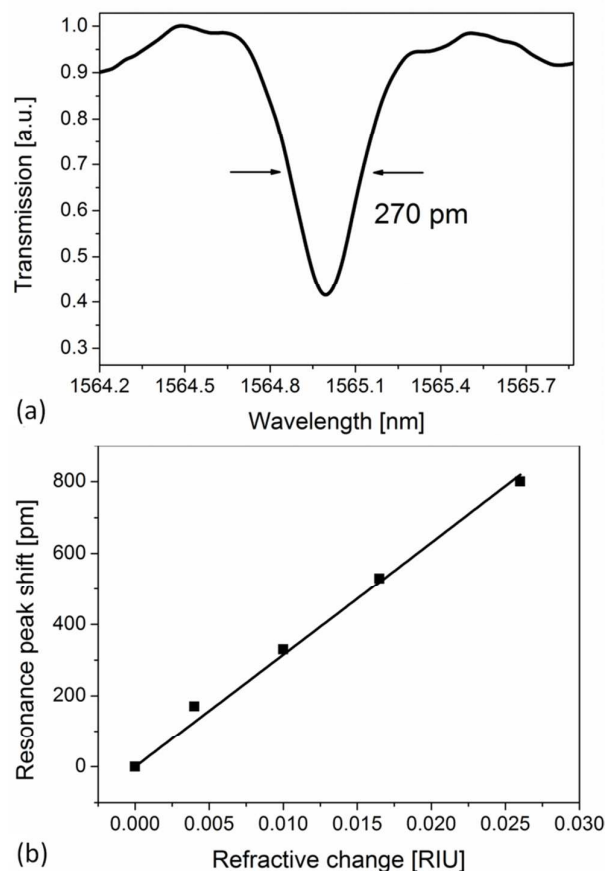 1.0
0.9
0.8
0.7
0.6
0.5
0.4
0.3
Transmission [a.u.]
270 pm
1564.2 1564.5 1564.8 1565.1 1565.4 1565.7
Wavelength [nm]
(a)
800
600
400
200
0
Resonance peak shift [pm]
0.000 0.005 0.010 0.015 0.020 0.025 0.030
Refractive change [RIU]
(b)